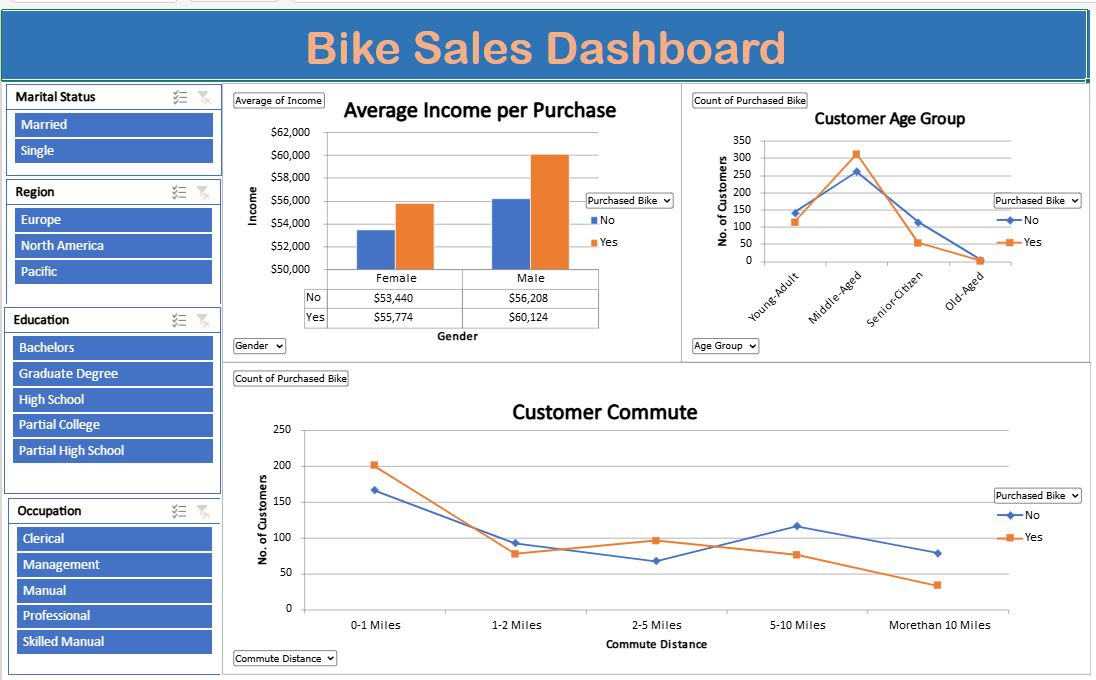 Bike Sales Dashboard
Marital Status
Married
Single
Region
Europe
North America
Pacific
Education
Bachelors
Graduate Degree
High School
Partial College
Partial High School
Occupation
Clerical
Management
Manual
Professional
Skilled Manual
Average of Income
Average Income per Purchase
$62,000
$60,000
$58,000
$56,000
$54,000
$52,000
$50,000
Income
Female Male
No $53,440 $56,208
Yes $55,774 $60,124
Gender
Purchased Bike
No
Yes
Gender
Count of Purchased Bike
Customer Age Group
350
300
250
200
150
100
50
0
No. of Customers
Young-Adult
Middle-Aged
Senior-Citizen
Old-Aged
Purchased Bike
No
Yes
Age Group
Count of Purchased Bike
Customer Commute
250
200
150
100
50
0
No. of Customers
0-1 Miles 1-2 Miles 2-5 Miles 5-10 Miles Morethan 10 Miles
Commute Distance
Purchased Bike
No
Yes
Commute Distance